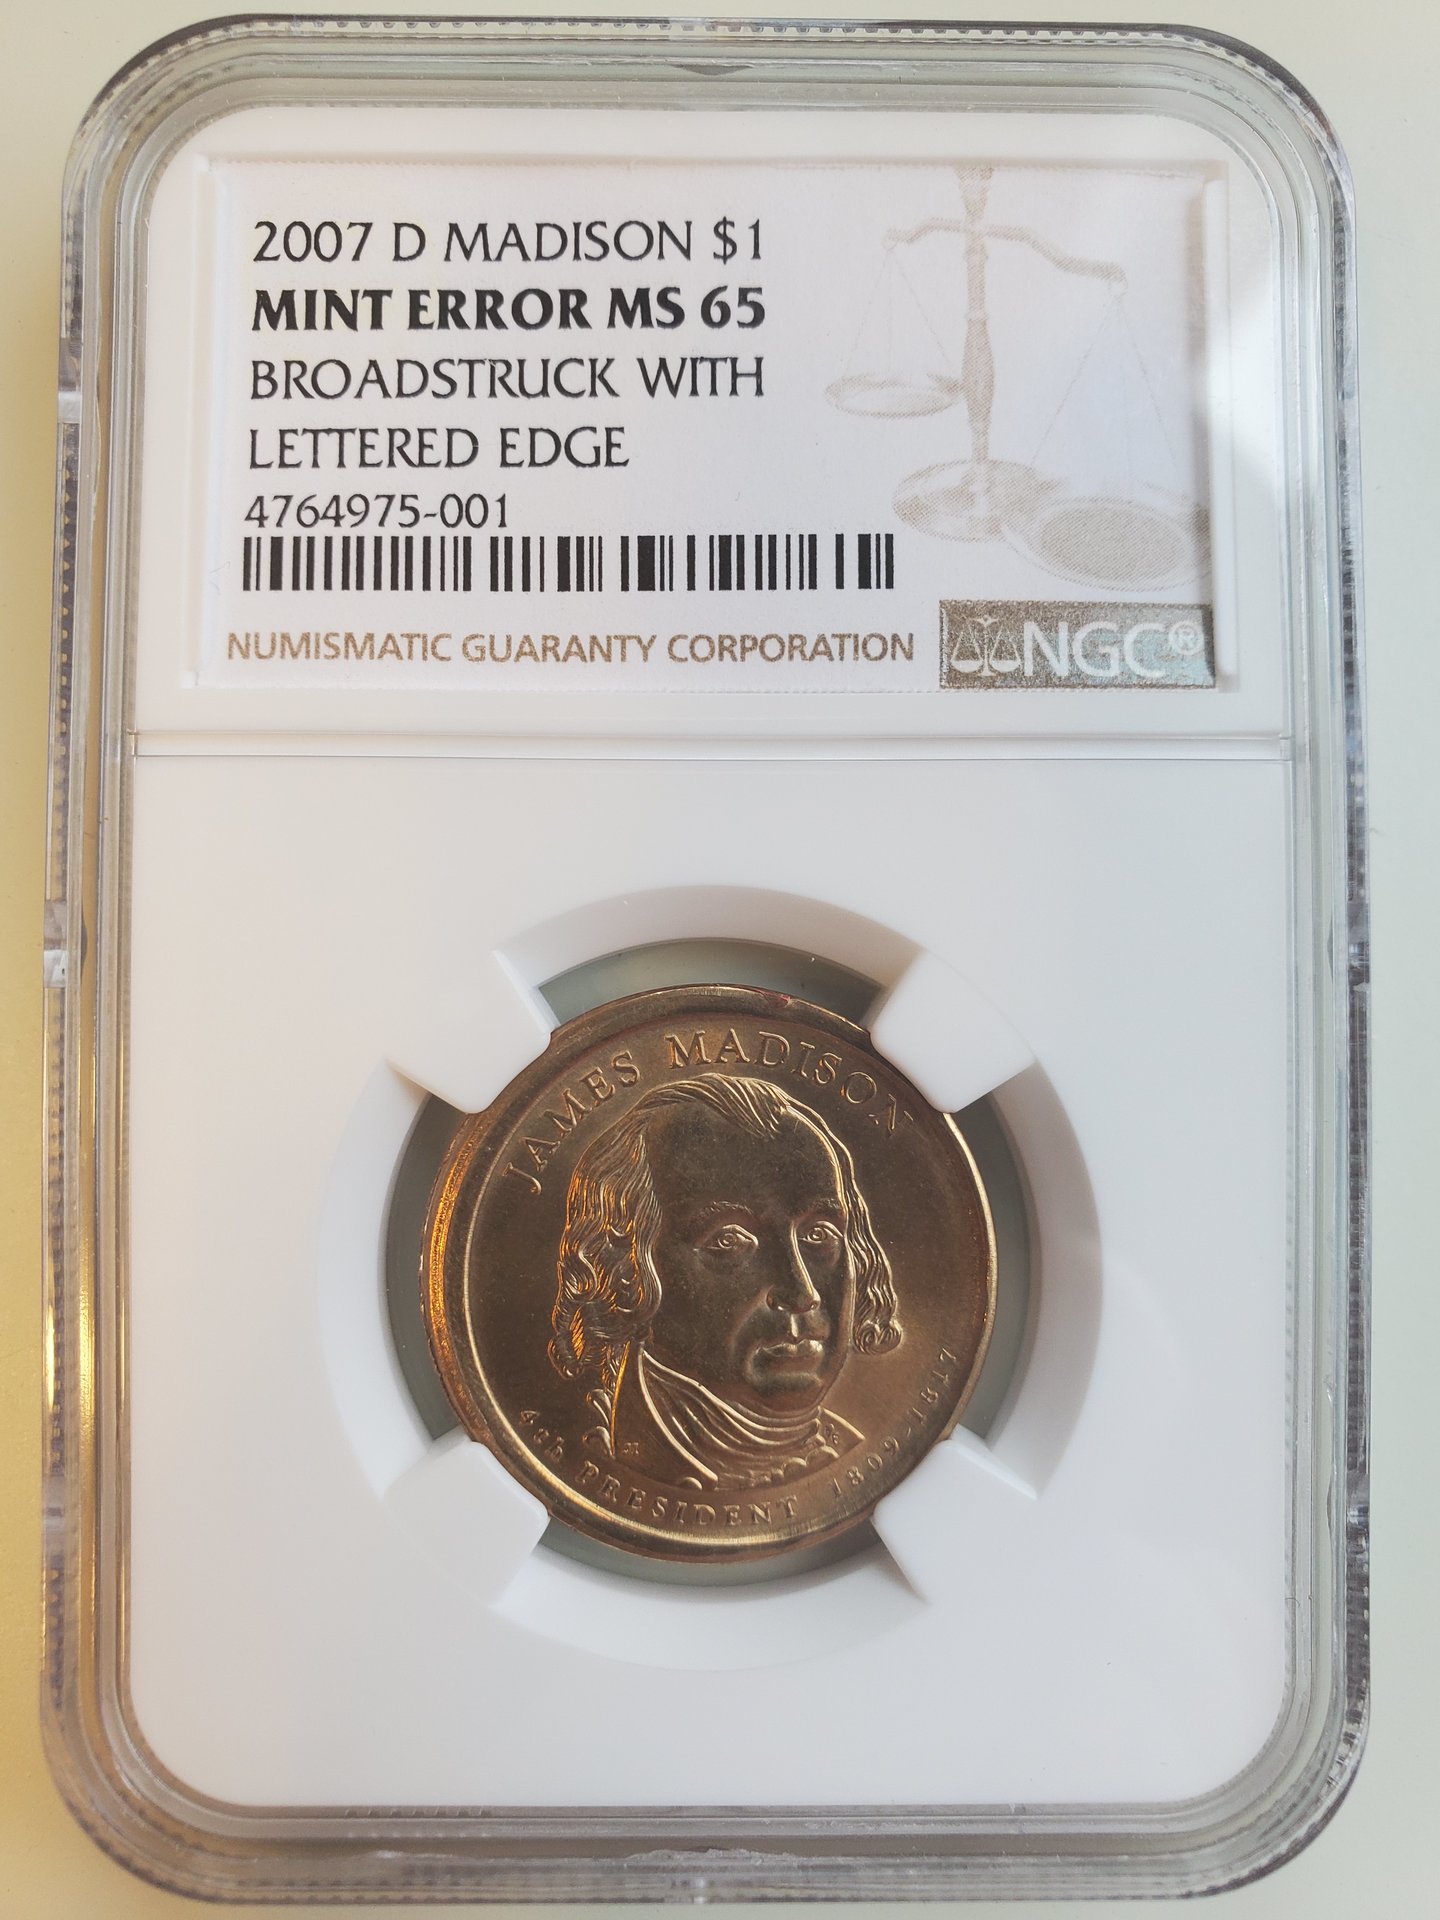 2007 D MADISON $1
MINT ERROR MS 65
BROADSTRUCK WITH
LETTERED EDGE
4764975-001
NUMISMATIC GUARANTY CORPORATION
NGC®
JAMES MADISON
4th PRESIDENT 1809-1817